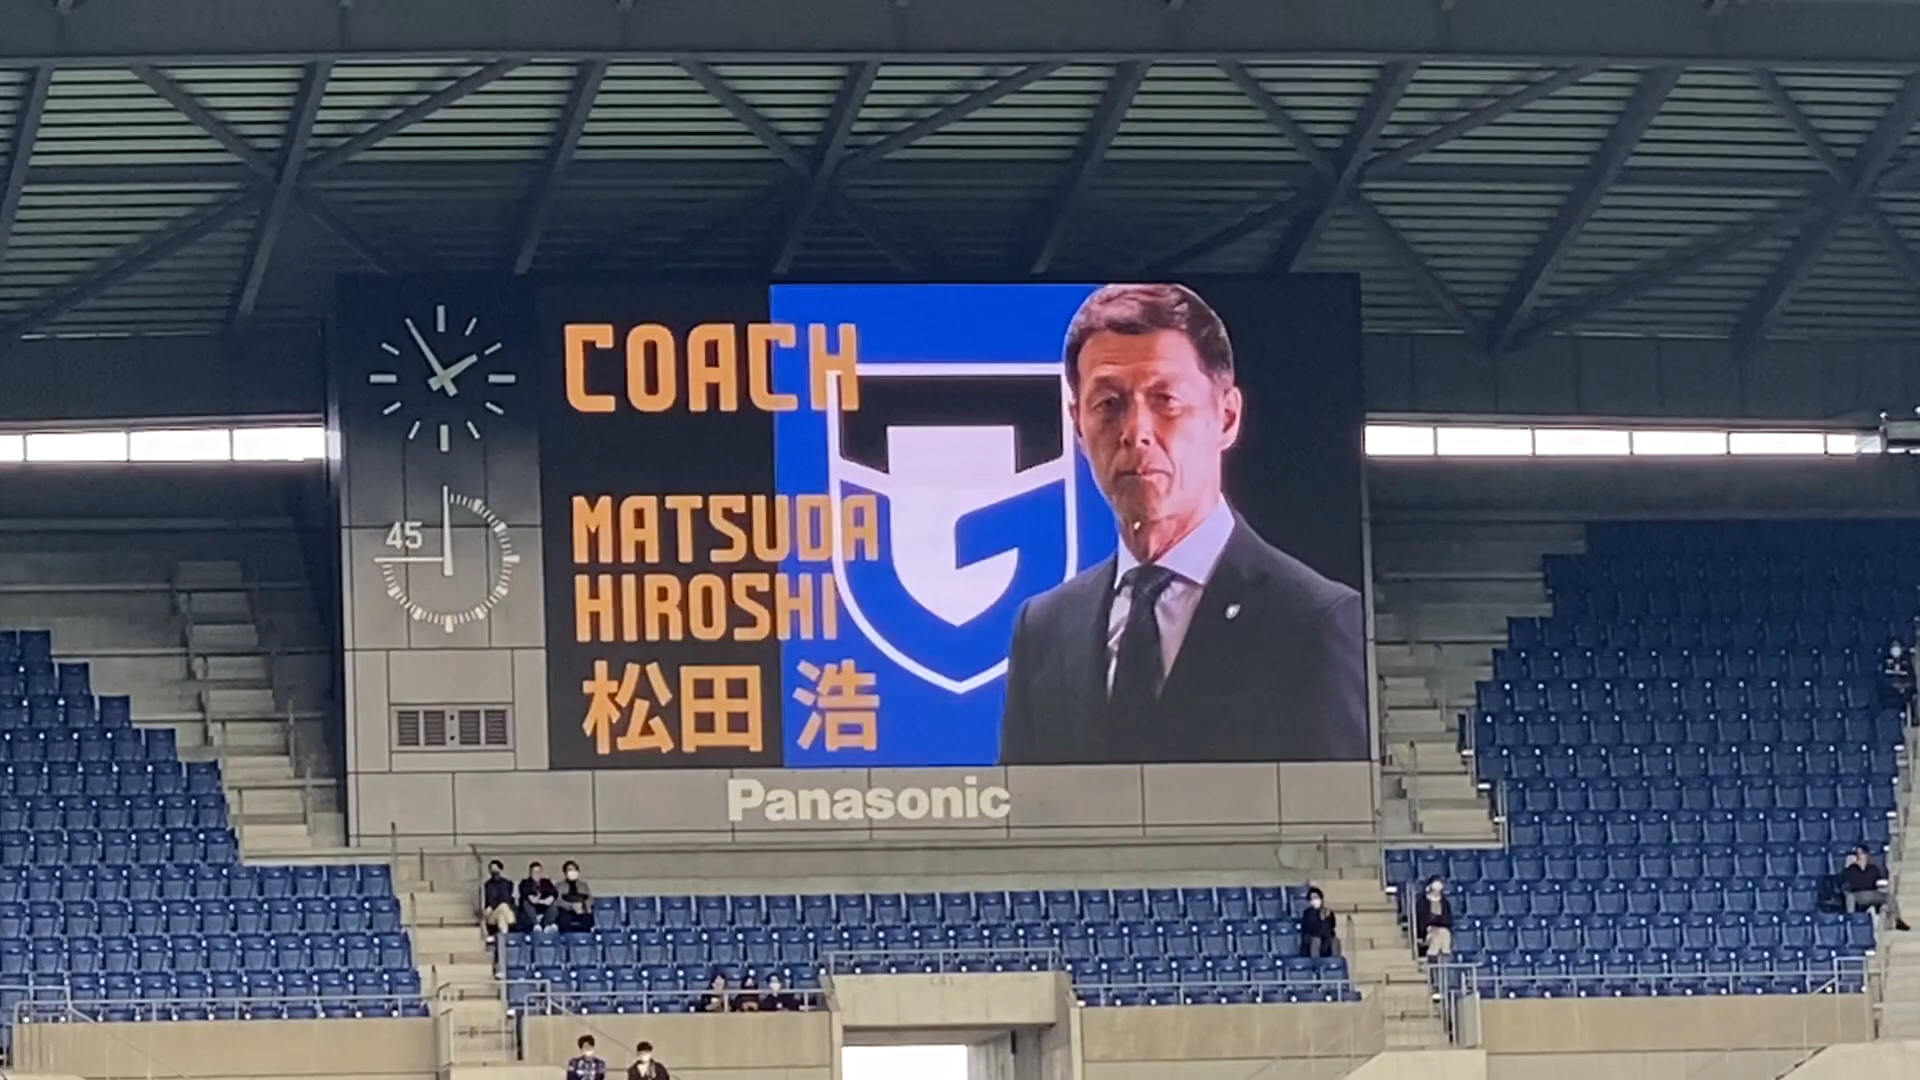 COACH
MATSUDA
HIROSHI
松田 浩
45
Panasonic